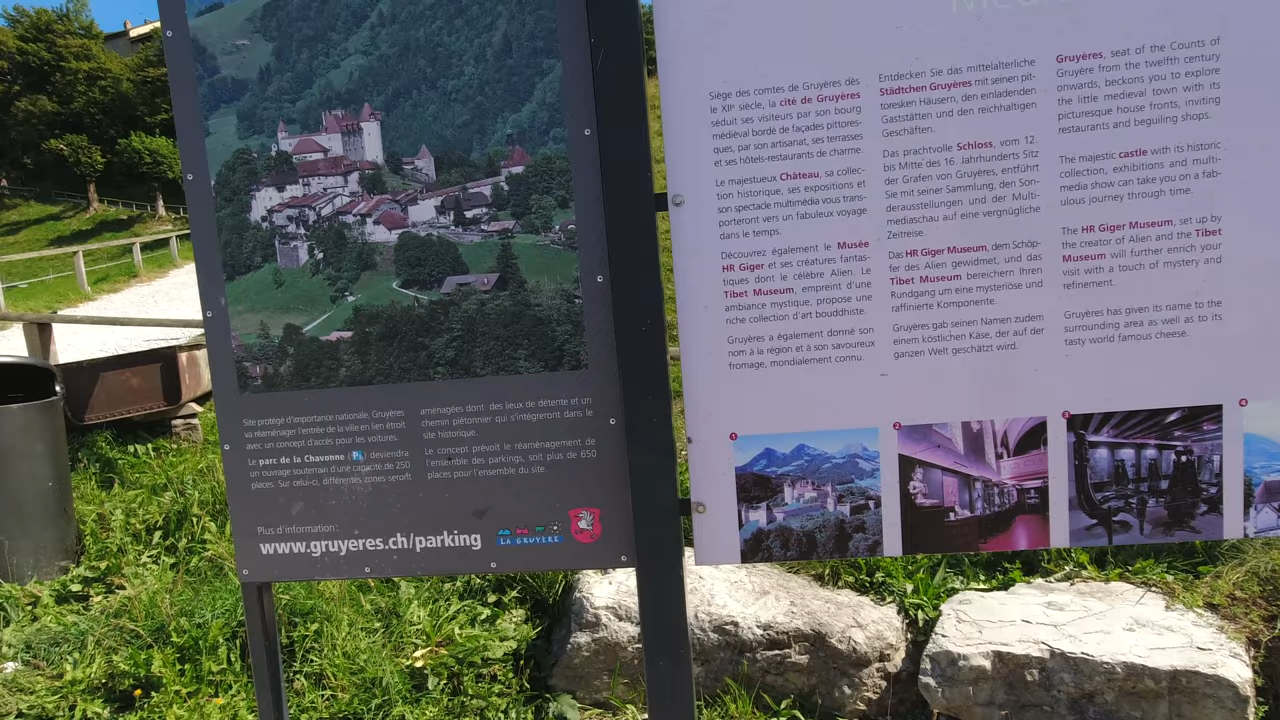 Site protégé d'importance nationale, Gruyères
va réaménager l'entrée de la ville en lien étroit
avec un concept d'accès pour les voitures.
Le parc de la Chavonne (P4) deviendra
un ouvrage souterrain d'une capacité de 250
places. Sur celui-ci, différentes zones seront
aménagées dont des lieux de détente et un
chemin piétonnier qui s'intégreront dans le
site historique.
Le concept prévoit le réaménagement de
l'ensemble des parkings, soit plus de 650
places pour l'ensemble du site.
Plus d'information:
www.gruyeres.ch/parking
LA GRUYÈRE
Siège des comtes de Gruyères dès
le XIIe siècle, la cité de Gruyères
séduit ses visiteurs par son bourg
médiéval bordé de façades pittores-
ques, par son artisanat, ses terrasses
et ses hôtels-restaurants de charme.
Le majestueux Château, sa collec-
tion historique, ses expositions et
son spectacle multimédia vous trans-
porteront vers un fabuleux voyage
dans le temps.
Découvrez également le Musée
HR Giger et ses créatures fantas-
tiques dont le célèbre Alien. Le
Tibet Museum, empreint d'une
ambiance mystique, propose une
riche collection d'art bouddhiste.
Gruyères a également donné son
nom à la région et à son savoureux
fromage, mondialement connu.
Entdecken Sie das mittelalterliche
Städtchen Gruyères mit seinen pit-
toresken Häusern, den einladenden
Gaststätten und den reichhaltigen
Geschäften.
Das prachtvolle Schloss, vom 12.
bis Mitte des 16. Jahrhunderts Sitz
der Grafen von Gruyères, entführt
Sie mit seiner Sammlung, den Son-
derausstellungen und der Multi-
mediaschau auf eine vergnügliche
Zeitreise.
Das HR Giger Museum, dem Schöp-
fer des Alien gewidmet, und das
Tibet Museum bereichern Ihren
Rundgang um eine mysteriöse und
raffinierte Komponente.
Gruyères gab seinen Namen zudem
einem köstlichen Käse, der auf der
ganzen Welt geschätzt wird.
Gruyères, seat of the Counts of
Gruyère from the twelfth century
onwards, beckons you to explore
the little medieval town with its
picturesque house fronts, inviting
restaurants and beguiling shops.
The majestic castle with its historic
collection, exhibitions and multi-
media show can take you on a fab-
ulous journey through time.
The HR Giger Museum, set up by
the creator of Alien and the Tibet
Museum will further enrich your
visit with a touch of mystery and
refinement.
Gruyères has given its name to the
surrounding area as well as to its
tasty world famous cheese.
1
2
3
4